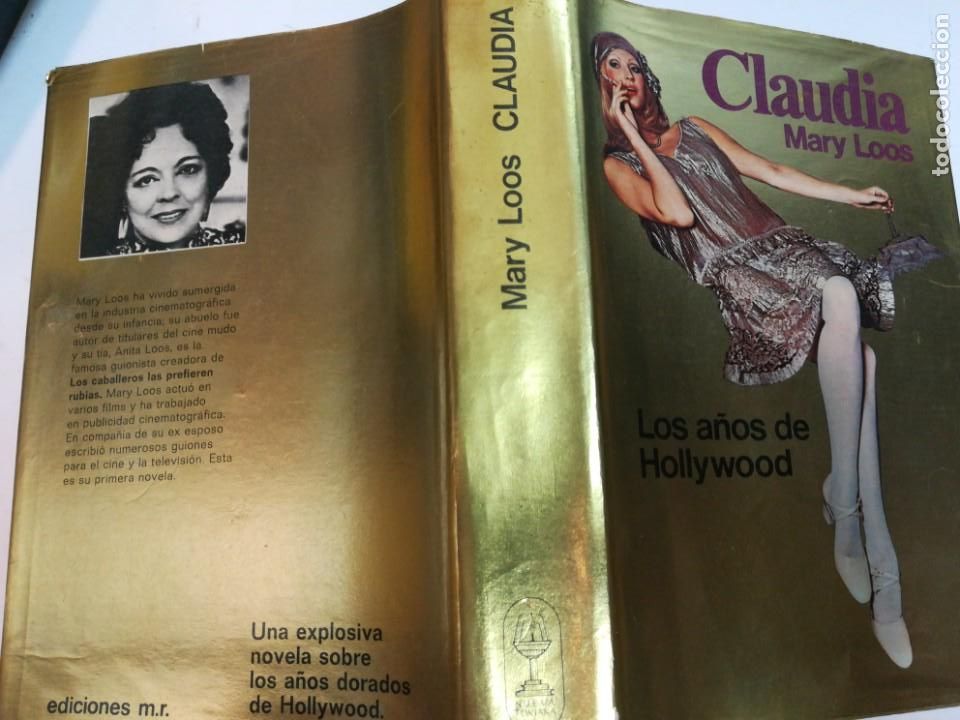 Mary Loos ha vivido sumergida
en la industria cinematográfica
desde su infancia; su abuelo fue
autor de titulares del cine mudo
y su tía, Anita Loos, es la
famosa guionista creadora de
Los caballeros las prefieren
rubias. Mary Loos actuó en
varios films y ha trabajado
en publicidad cinematográfica.
En compañía de su ex esposo
escribió numerosos guiones
para el cine y la televisión. Esta
es su primera novela.
Una explosiva
novela sobre
los años dorados
de Hollywood.
ediciones m.r.
Mary Loos CLAUDIA
Claudia
Mary Loos
Los años de
Hollywood
todocoleccion